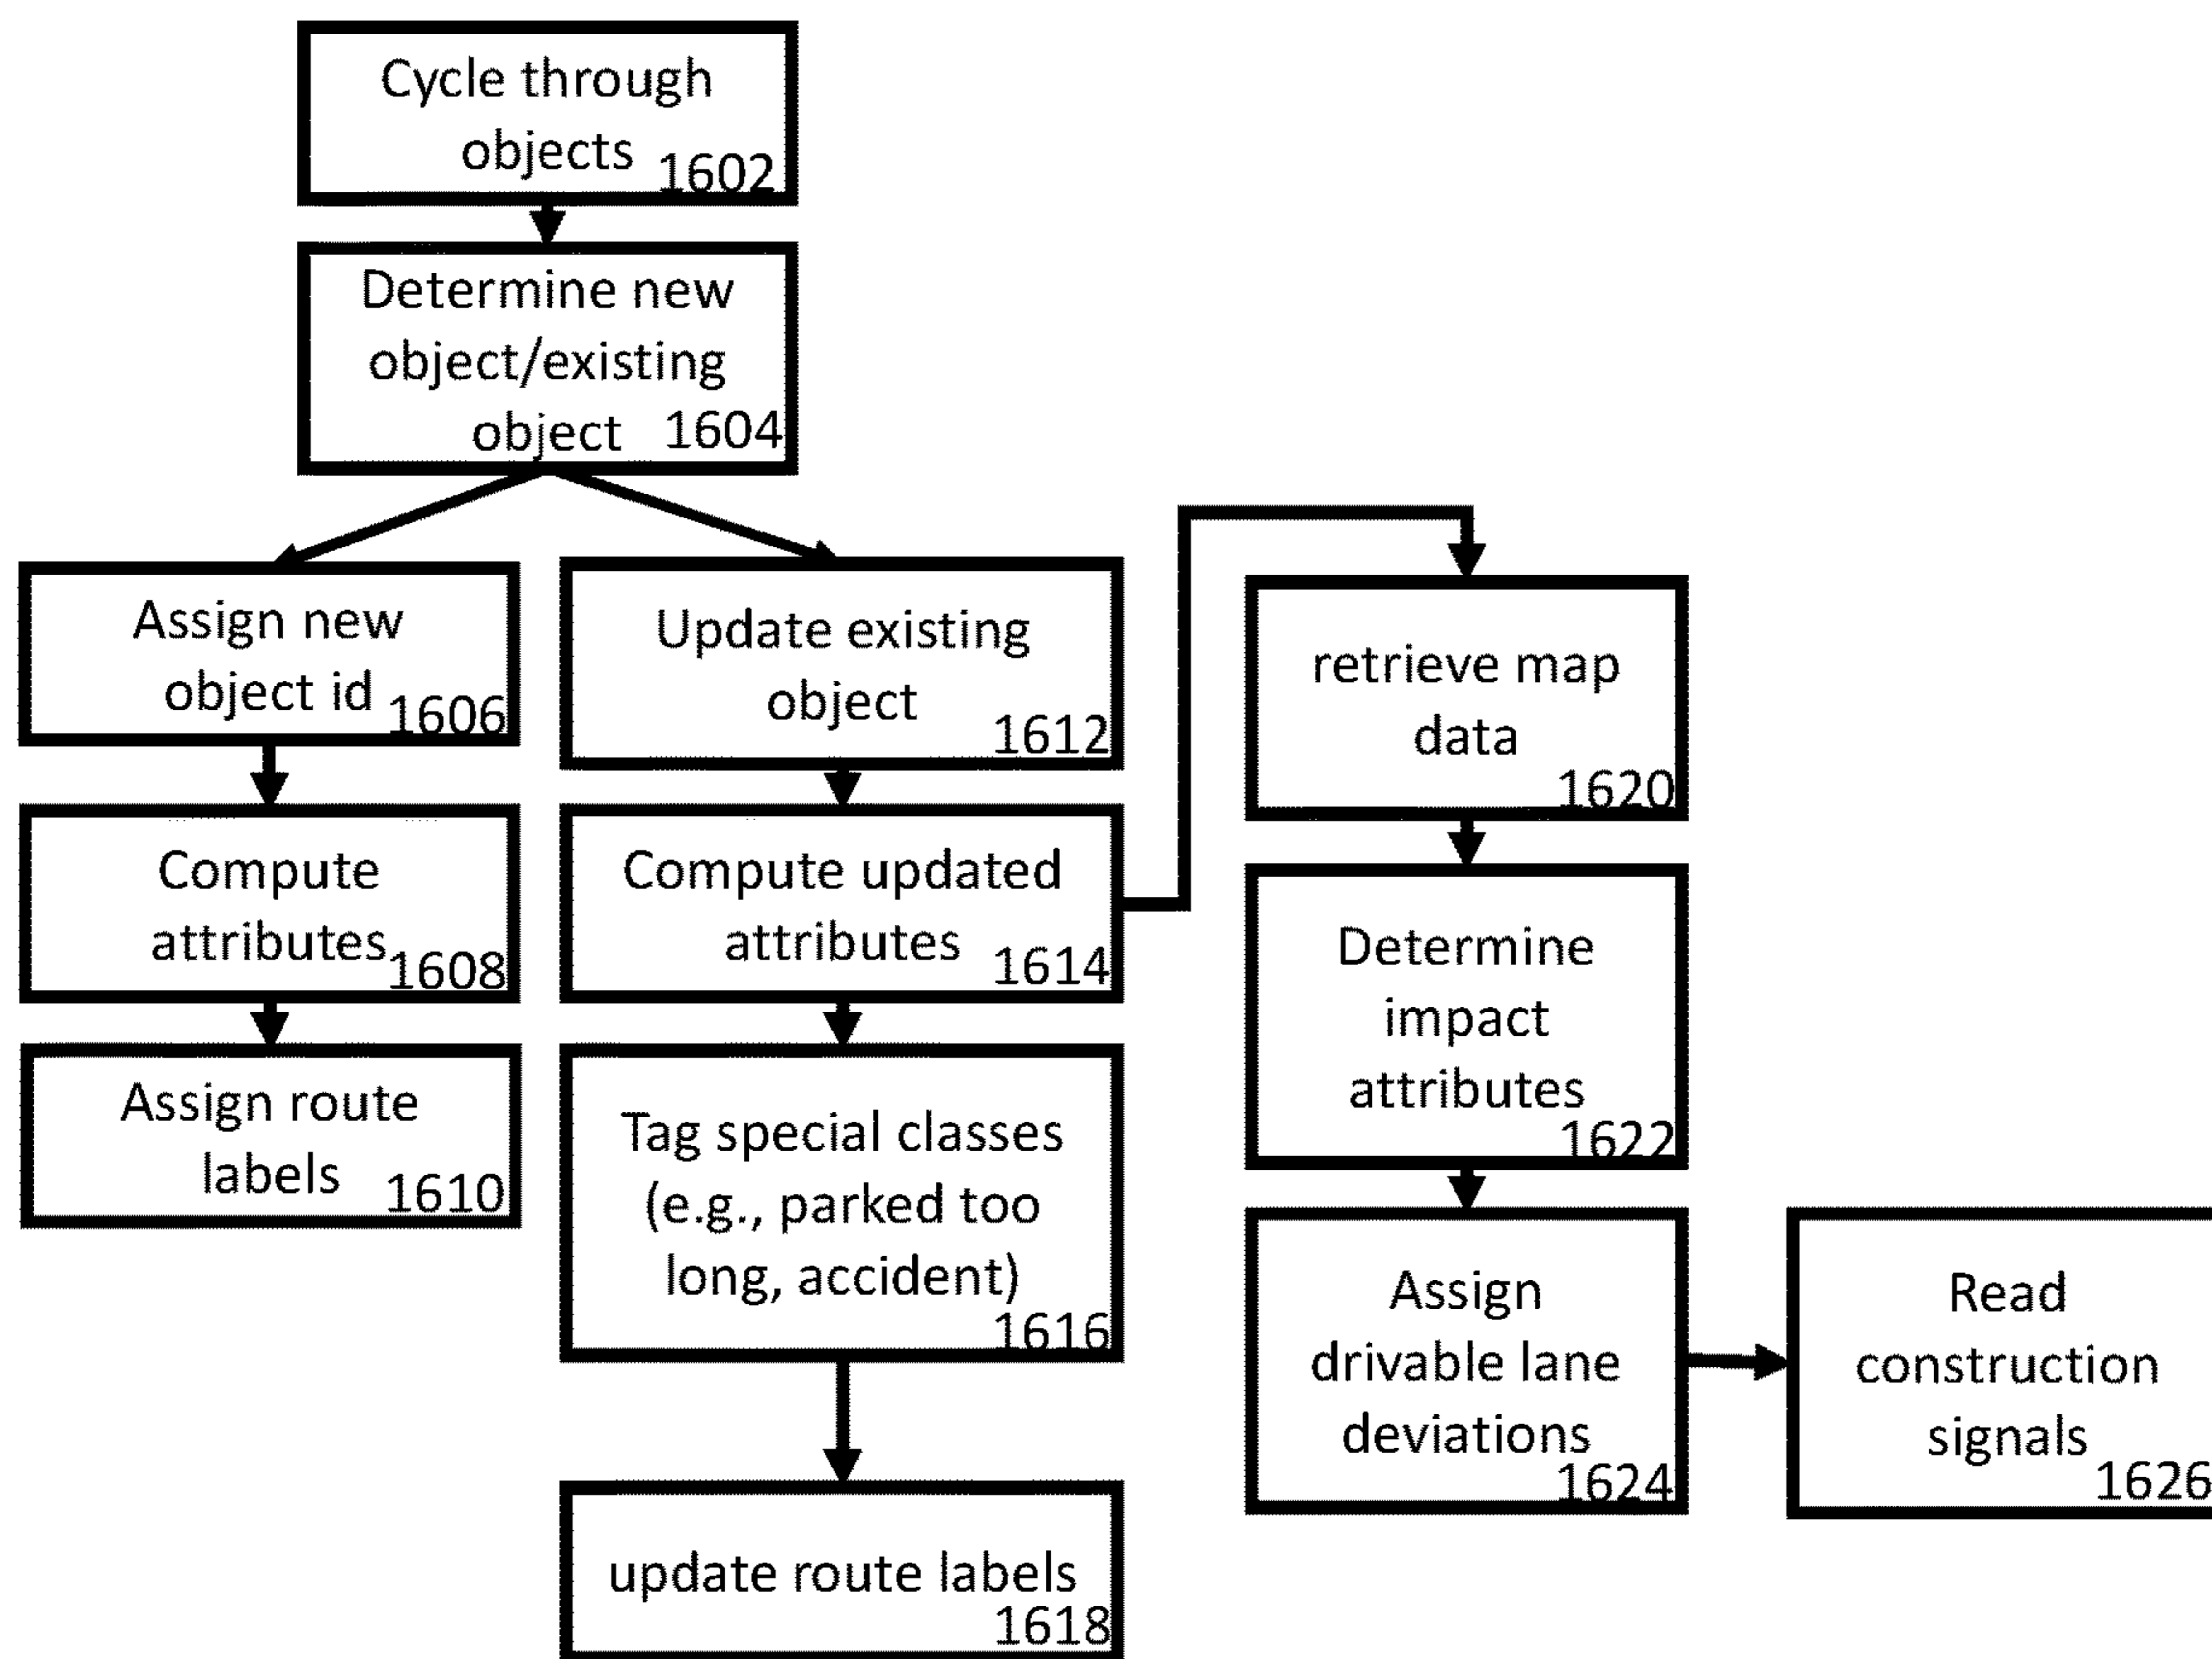 Cycle through
objects 1602
Determine new
object/existing
object 1604
Assign new
object id 1606
Compute
attributes 1608
Assign route
labels 1610
Update existing
object
1612
Compute updated
attributes 1614
Tag special classes
(e.g., parked too
long, accident)
1616
update route labels
1618
retrieve map
data
1620
Determine
impact
attributes
1622
Assign
drivable lane
deviations
1624
Read
construction
signals
1626